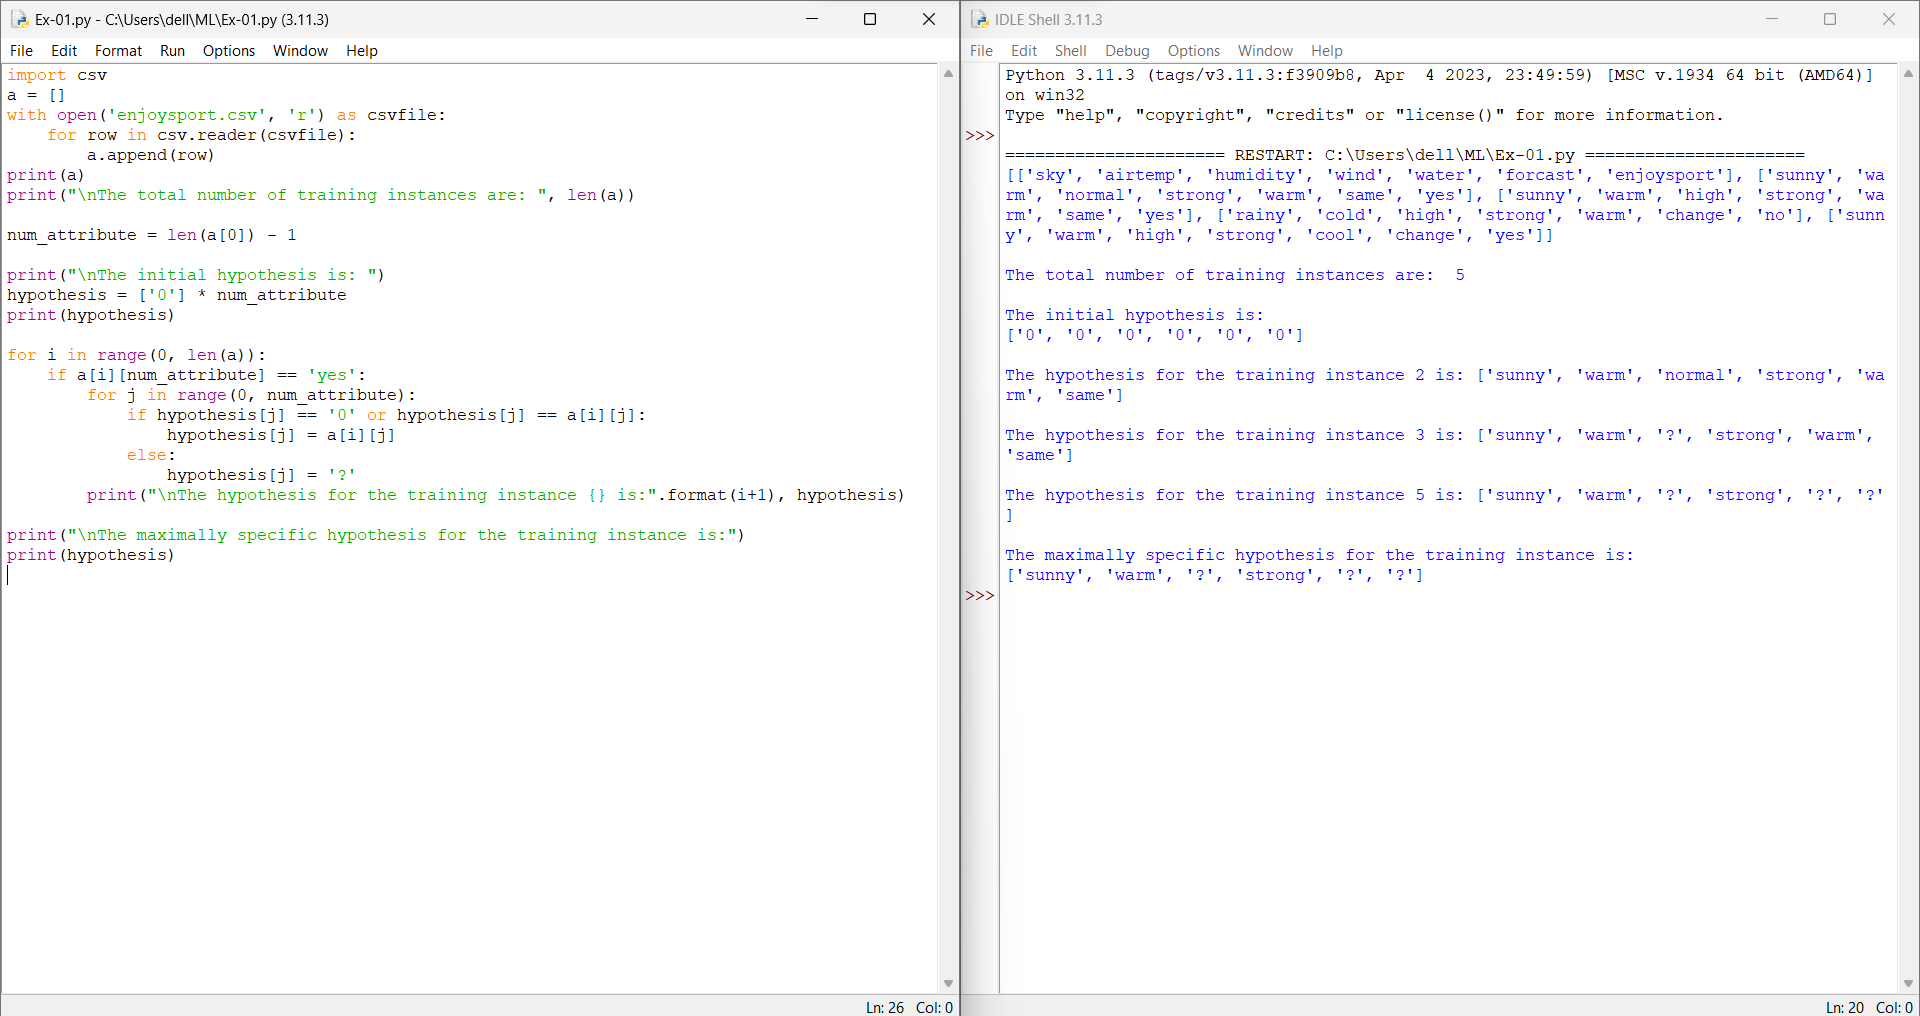 Ex-01.py - C:\Users\dell\ML\Ex-01.py (3.11.3)
File Edit Format Run Options Window Help
import csv
a = []
with open('enjoysport.csv', 'r') as csvfile:
    for row in csv.reader(csvfile):
        a.append(row)
print(a)
print("\nThe total number of training instances are: ", len(a))

num_attribute = len(a[0]) - 1

print("\nThe initial hypothesis is: ")
hypothesis = ['0'] * num_attribute
print(hypothesis)

for i in range(0, len(a)):
    if a[i][num_attribute] == 'yes':
        for j in range(0, num_attribute):
            if hypothesis[j] == '0' or hypothesis[j] == a[i][j]:
                hypothesis[j] = a[i][j]
            else:
                hypothesis[j] = '?'
        print("\nThe hypothesis for the training instance {} is:".format(i+1), hypothesis)

print("\nThe maximally specific hypothesis for the training instance is:")
print(hypothesis)
Ln: 26 Col: 0
IDLE Shell 3.11.3
File Edit Shell Debug Options Window Help
Python 3.11.3 (tags/v3.11.3:f3909b8, Apr  4 2023, 23:49:59) [MSC v.1934 64 bit (AMD64)]
on win32
Type "help", "copyright", "credits" or "license()" for more information.
>>>
====================== RESTART: C:\Users\dell\ML\Ex-01.py ======================
[['sky', 'airtemp', 'humidity', 'wind', 'water', 'forcast', 'enjoysport'], ['sunny', 'wa
rm', 'normal', 'strong', 'warm', 'same', 'yes'], ['sunny', 'warm', 'high', 'strong', 'wa
rm', 'same', 'yes'], ['rainy', 'cold', 'high', 'strong', 'warm', 'change', 'no'], ['sunn
y', 'warm', 'high', 'strong', 'cool', 'change', 'yes']]

The total number of training instances are:  5

The initial hypothesis is:
['0', '0', '0', '0', '0', '0']

The hypothesis for the training instance 2 is: ['sunny', 'warm', 'normal', 'strong', 'wa
rm', 'same']

The hypothesis for the training instance 3 is: ['sunny', 'warm', '?', 'strong', 'warm',
'same']

The hypothesis for the training instance 5 is: ['sunny', 'warm', '?', 'strong', '?', '?'
]

The maximally specific hypothesis for the training instance is:
['sunny', 'warm', '?', 'strong', '?', '?']
>>>
Ln: 20 Col: 0